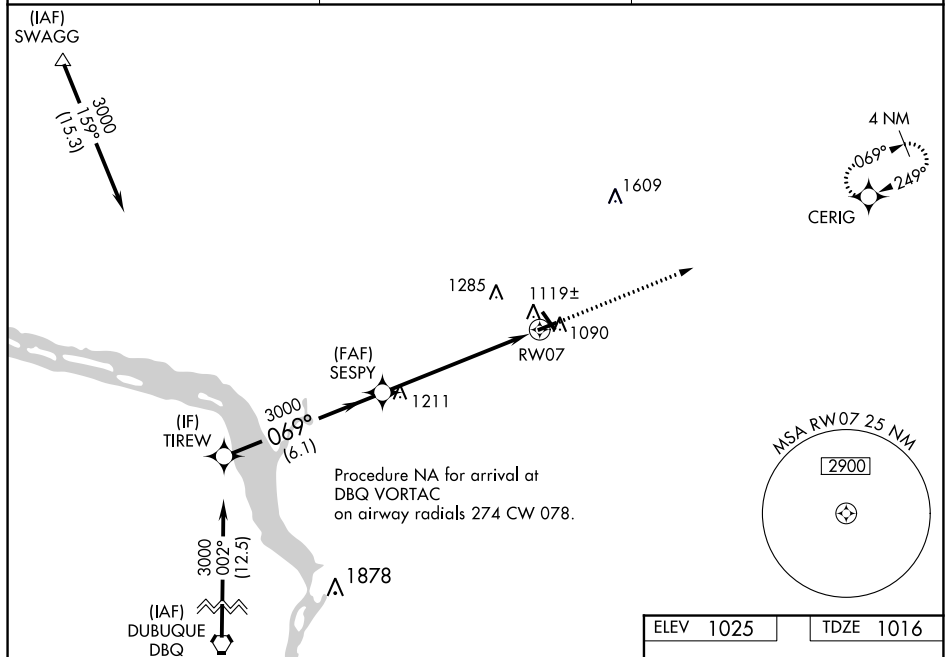 (IAF)
SWAGG
3000
159°
(15.3)
4 NM
069°
249°
CERIG
1609
1285
1119±
1090
RW07
(FAF)
SESPY
1211
(IF)
TIREW
3000
069°
(6.1)
MSA RW07 25 NM
2900
Procedure NA for arrival at
DBQ VORTAC
on airway radials 274 CW 078.
3000
002°
(12.5)
1878
(IAF)
DUBUQUE
DBQ
ELEV 1025
TDZE 1016